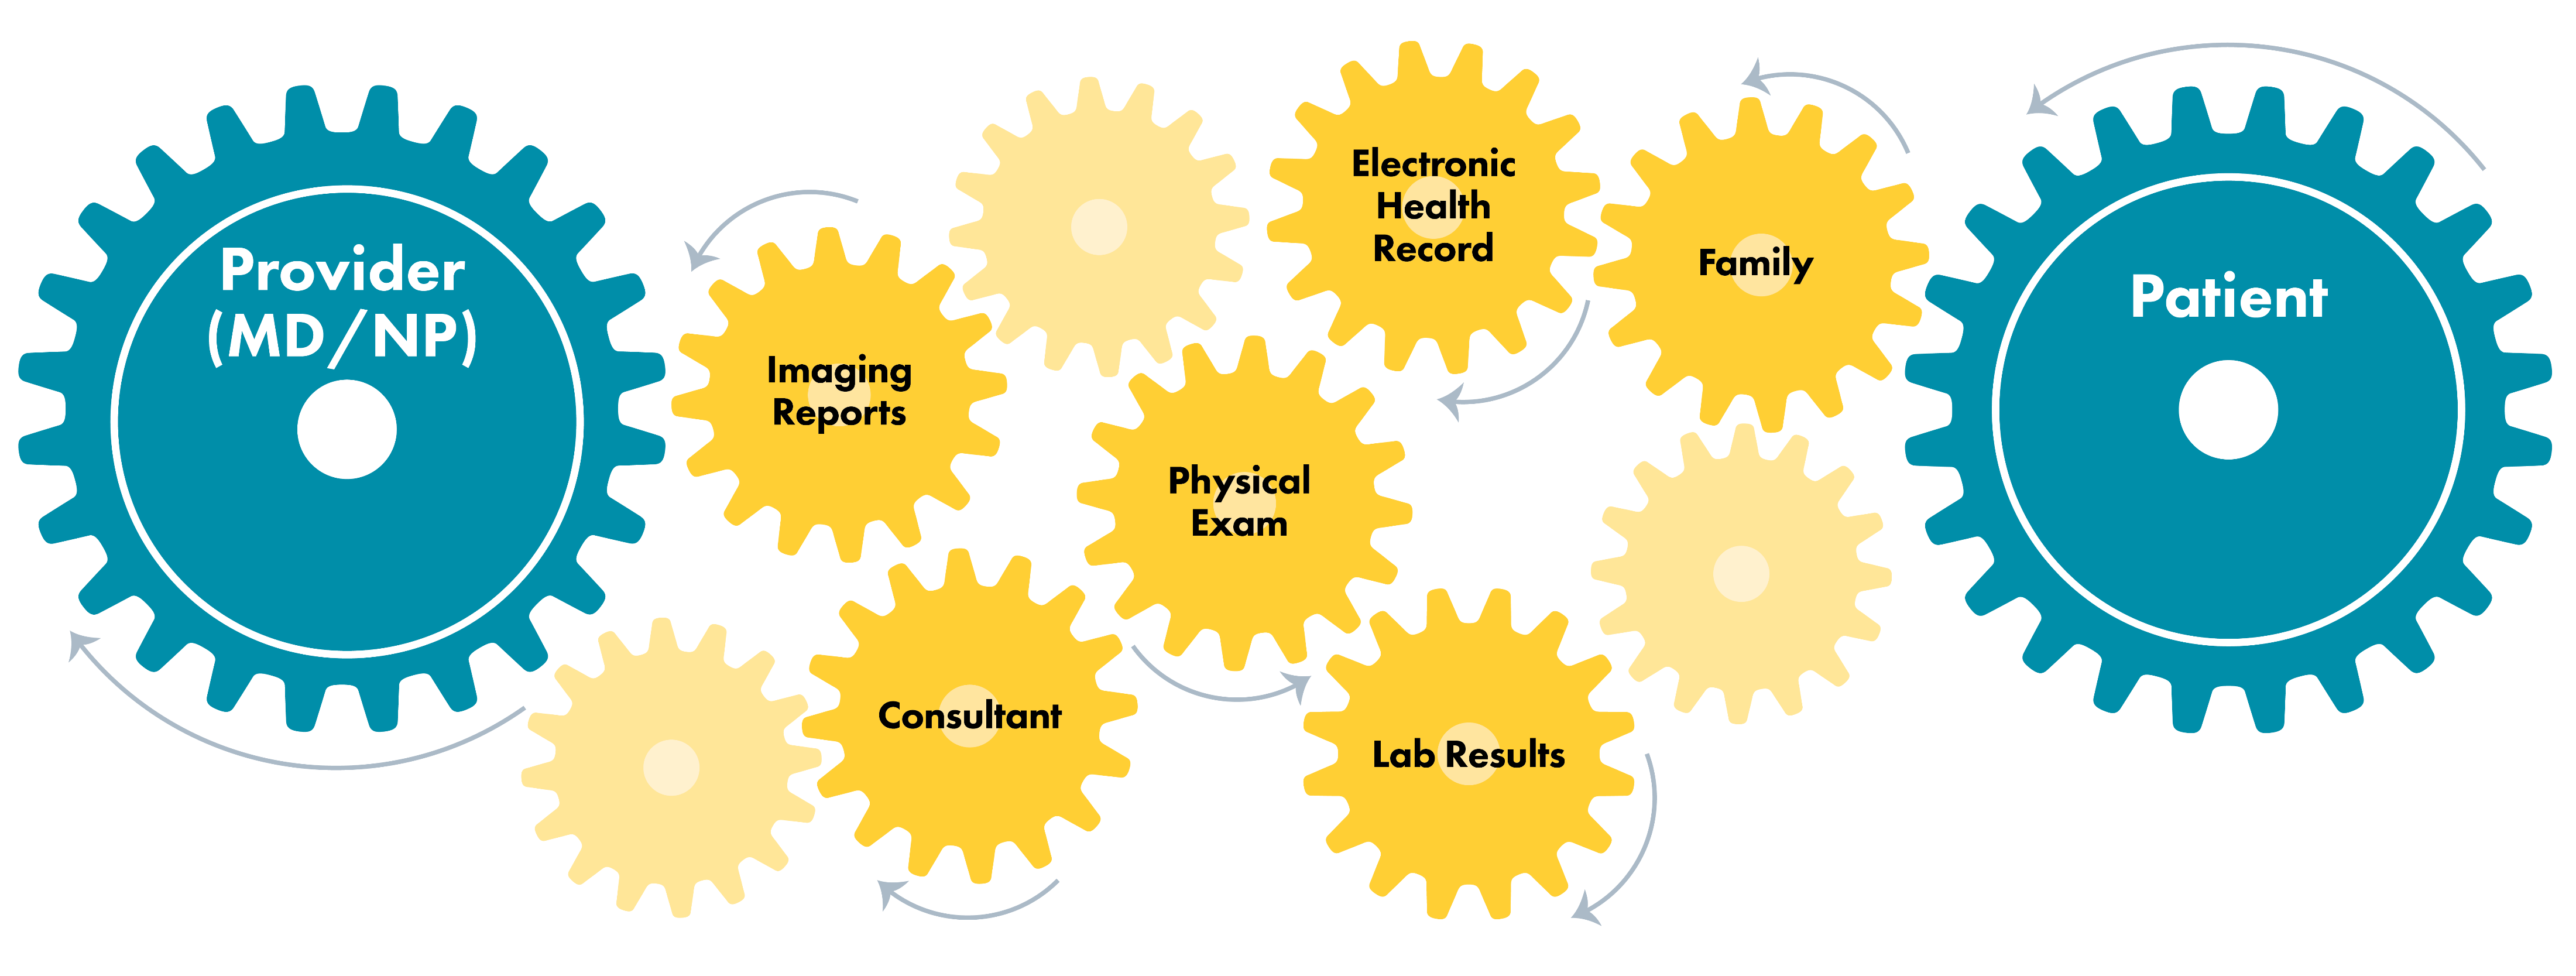 Provider
(MD/NP)
Imaging
Reports
Consultant
Physical
Exam
Electronic
Health
Record
Lab Results
Family
Patient